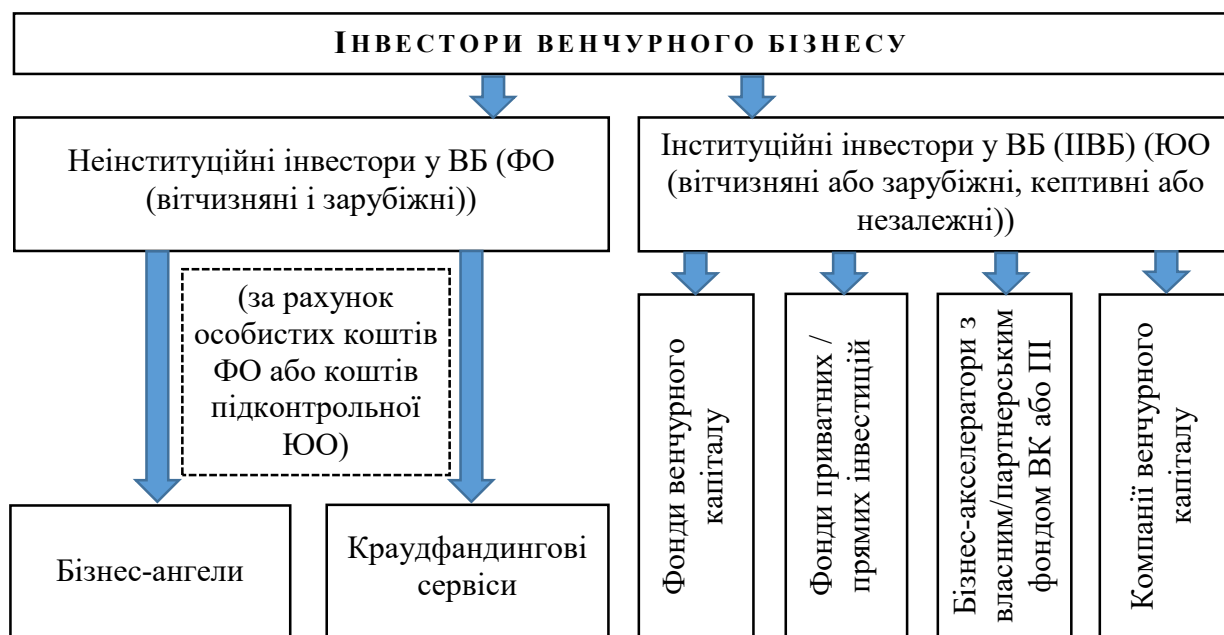 ІНВЕСТОРИ ВЕНЧУРНОГО БІЗНЕСУ
Неінституційні інвестори у ВБ (ФО
(вітчизняні і зарубіжні))
Інституційні інвестори у ВБ (ІІВБ) (ЮО
(вітчизняні або зарубіжні, кептивні або
незалежні))
(за рахунок
особистих коштів
ФО або коштів
підконтрольної
ЮО)
Бізнес-ангели
Краудфандингові
сервіси
Фонди венчурного
капіталу
Фонди приватних /
прямих інвестицій
Бізнес-акселератори з
власним/партнерським
фондом ВК або ПІ
Компанії венчурного
капіталу